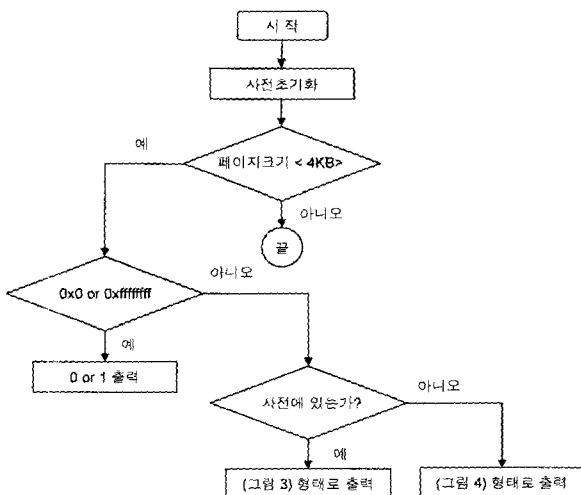 시 작
사전초기화
예
페이지크기 < 4KB>
아니오
끝
아니오
0x0 or 0xffffffff
예
0 or 1 출력
아니오
사전에 있는가?
예
(그림 3) 형태로 출력
(그림 4) 형태로 출력